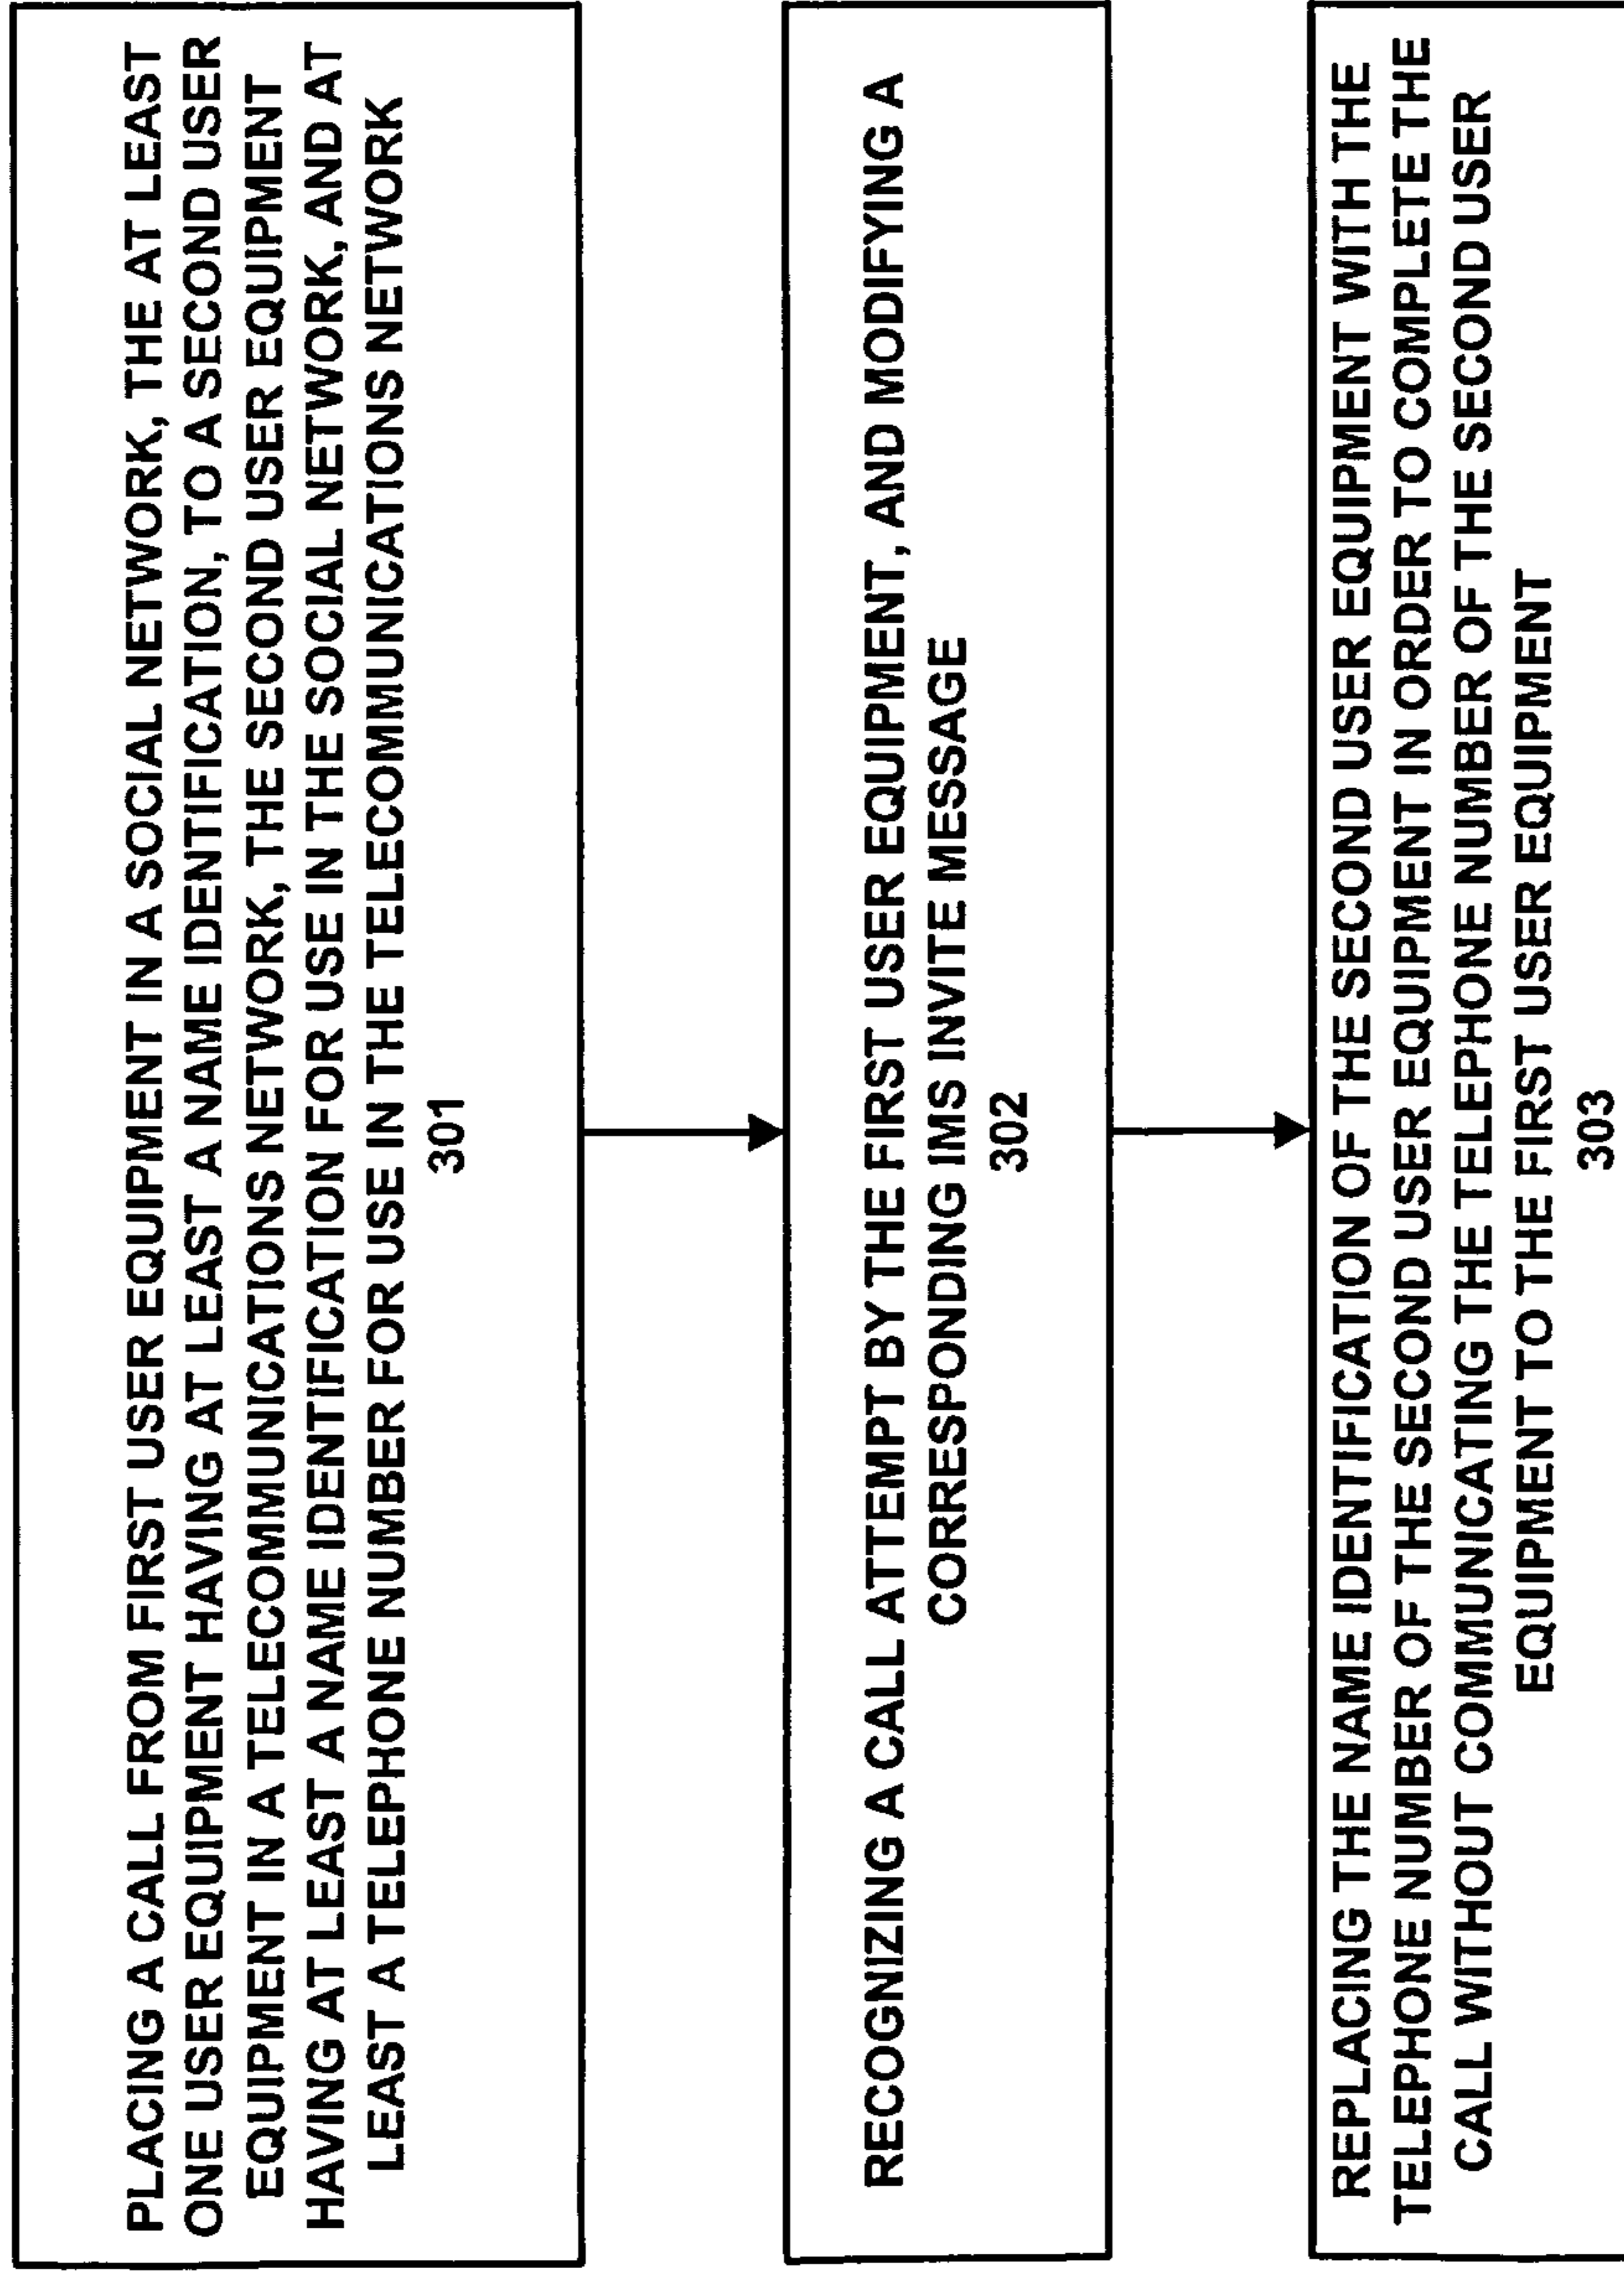 PLACING A CALL FROM FIRST USER EQUIPMENT IN A SOCIAL NETWORK, THE AT LEAST
ONE USER EQUIPMENT HAVING AT LEAST A NAME IDENTIFICATION, TO A SECOND USER
EQUIPMENT IN A TELECOMMUNICATIONS NETWORK, THE SECOND USER EQUIPMENT
HAVING AT LEAST A NAME IDENTIFICATION FOR USE IN THE SOCIAL NETWORK, AND AT
LEAST A TELEPHONE NUMBER FOR USE IN THE TELECOMMUNICATIONS NETWORK
301
RECOGNIZING A CALL ATTEMPT BY THE FIRST USER EQUIPMENT, AND MODIFYING A
CORRESPONDING IMS INVITE MESSAGE
302
REPLACING THE NAME IDENTIFICATION OF THE SECOND USER EQUIPMENT WITH THE
TELEPHONE NUMBER OF THE SECOND USER EQUIPMENT IN ORDER TO COMPLETE THE
CALL WITHOUT COMMUNICATING THE TELEPHONE NUMBER OF THE SECOND USER
EQUIPMENT TO THE FIRST USER EQUIPMENT
303